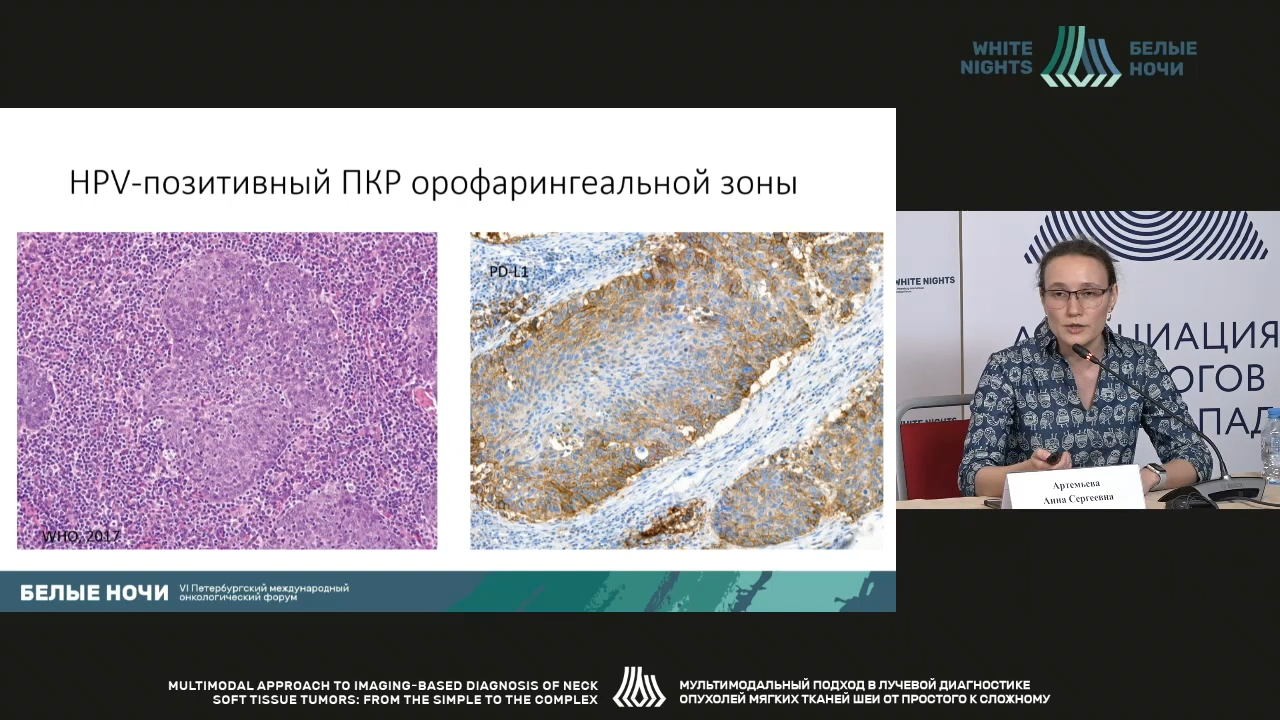 WHITE
NIGHTS
БЕЛЫЕ
НОЧИ
HPV-позитивный ПКР орофарингеальной зоны
PD-L1
WHO, 2017
БЕЛЫЕ НОЧИ
VI Петербургский международный
онкологический форум
WHITE NIGHTS
Артемьева
Анна Сергеевна
MULTIMODAL APPROACH TO IMAGING-BASED DIAGNOSIS OF NECK
SOFT TISSUE TUMORS: FROM THE SIMPLE TO THE COMPLEX
МУЛЬТИМОДАЛЬНЫЙ ПОДХОД В ЛУЧЕВОЙ ДИАГНОСТИКЕ
ОПУХОЛЕЙ МЯГКИХ ТКАНЕЙ ШЕИ ОТ ПРОСТОГО К СЛОЖНОМУ